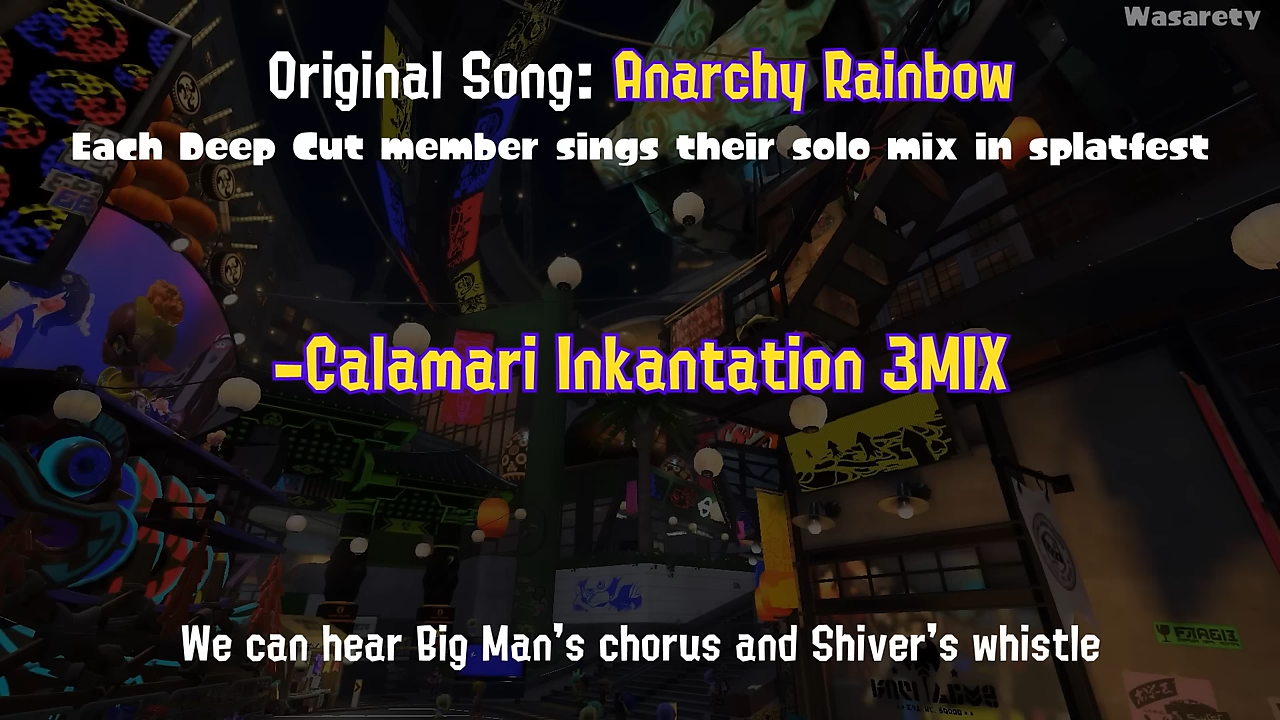 Wasarety
Original Song: Anarchy Rainbow
Each Deep Cut member sings their solo mix in splatfest
-Calamari Inkantation 3MIX
We can hear Big Man's chorus and Shiver's whistle